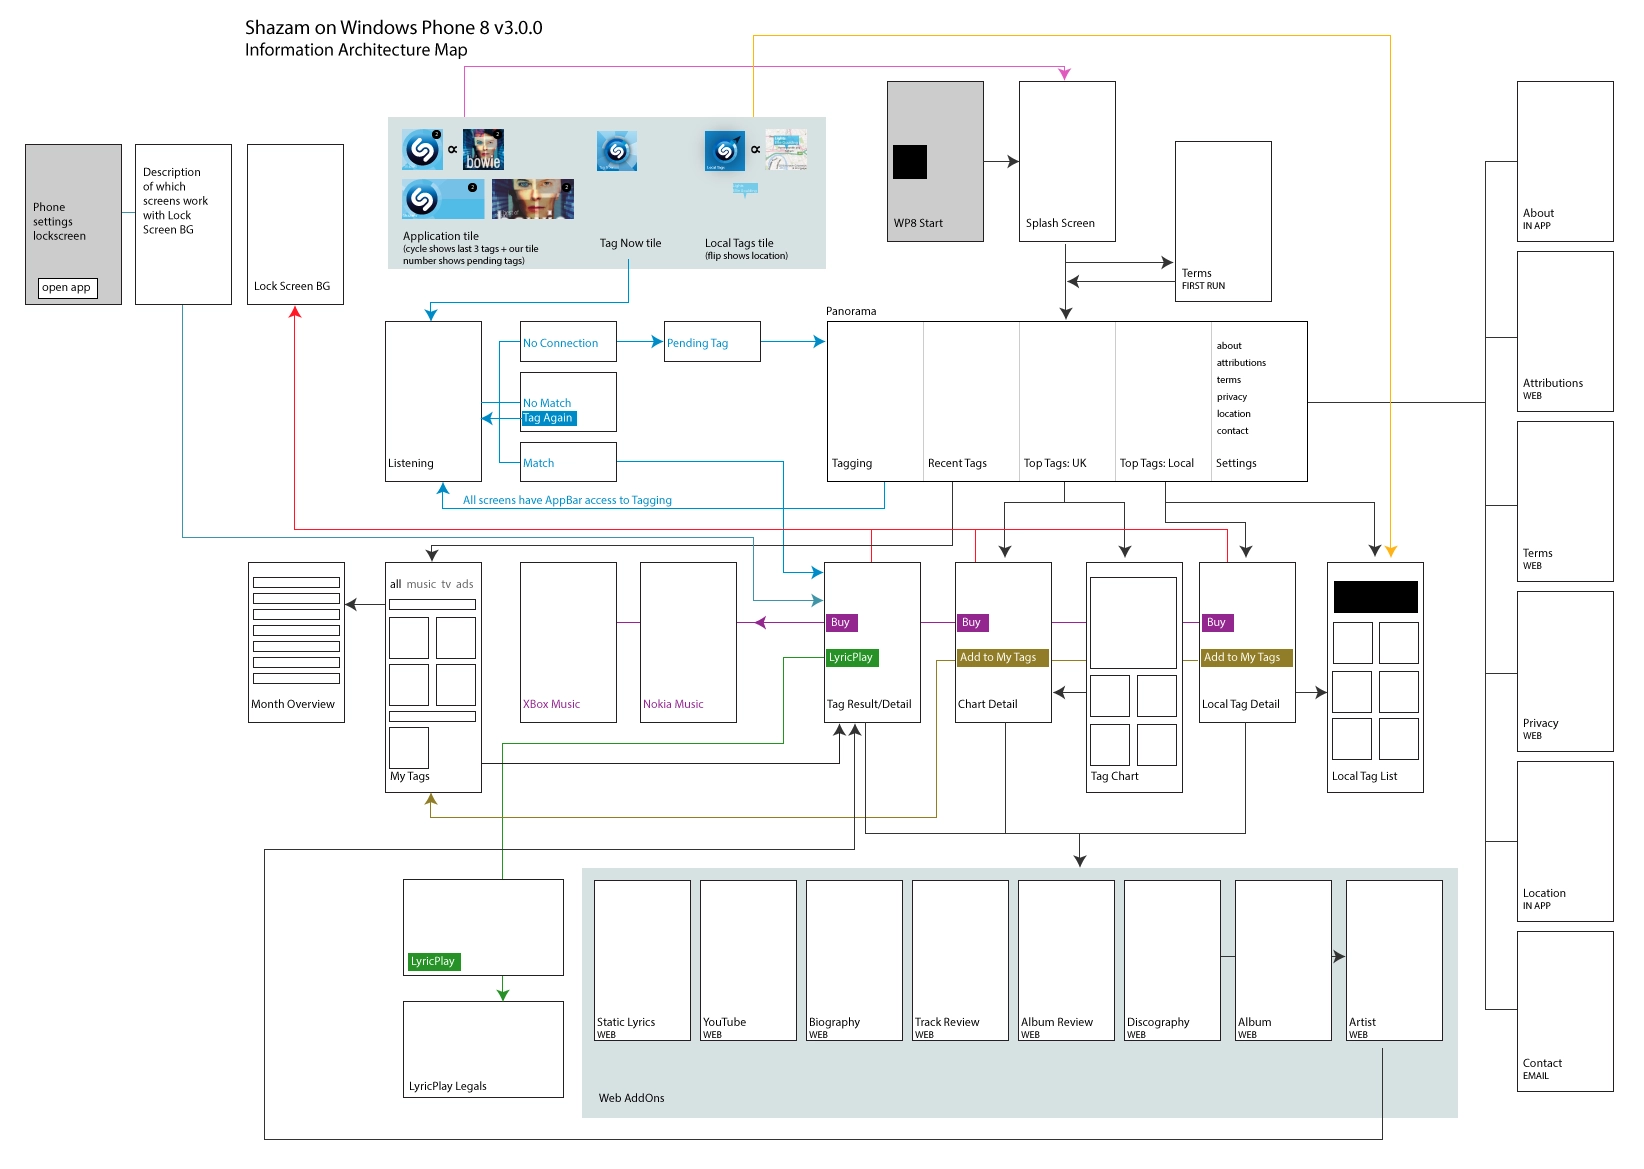 Shazam on Windows Phone 8 v3.0.0
Information Architecture Map
Phone
settings
lockscreen
open app
Description
of which
screens work
with Lock
Screen BG
Lock Screen BG
2
2
bowie
2
2
Local Tags
Application tile
(cycle shows last 3 tags + our tile
number shows pending tags)
Tag Now tile
Local Tags tile
(flip shows location)
WP8 Start
Splash Screen
Terms
FIRST RUN
Listening
No Connection
Pending Tag
No Match
Tag Again
Match
All screens have AppBar access to Tagging
Panorama
Tagging
Recent Tags
Top Tags: UK
Top Tags: Local
about
attributions
terms
privacy
location
contact
Settings
Month Overview
all music tv ads
My Tags
XBox Music
Nokia Music
Buy
LyricPlay
Tag Result/Detail
Buy
Add to My Tags
Chart Detail
Tag Chart
Buy
Add to My Tags
Local Tag Detail
Local Tag List
LyricPlay
LyricPlay Legals
Static Lyrics
WEB
YouTube
WEB
Biography
WEB
Track Review
WEB
Album Review
WEB
Discography
WEB
Album
WEB
Artist
WEB
Web AddOns
About
IN APP
Attributions
WEB
Terms
WEB
Privacy
WEB
Location
IN APP
Contact
EMAIL